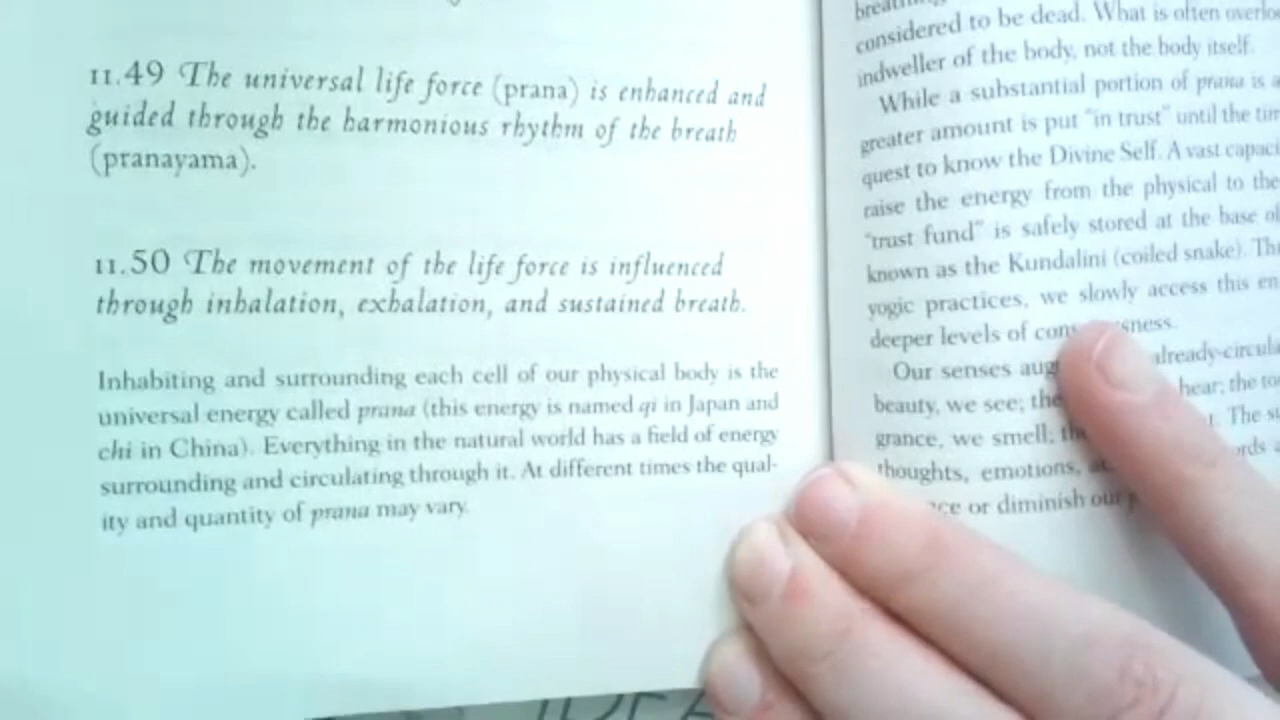 11.49 The universal life force (prana) is enhanced and
guided through the harmonious rhythm of the breath
(pranayama).
11.50 The movement of the life force is influenced
through inhalation, exhalation, and sustained breath.
Inhabiting and surrounding each cell of our physical body is the
universal energy called prana (this energy is named qi in Japan and
chi in China). Everything in the natural world has a field of energy
surrounding and circulating through it. At different times the qual-
ity and quantity of prana may vary.
considered to be dead. What is often
indweller of the body, not the body itself.
While a substantial portion of prana is
greater amount is put "in trust" until the
quest to know the Divine Self. A vast
raise the energy from the physical to the
"trust fund" is safely stored at the base of
known as the Kundalini (coiled snake).
yogic practices, we slowly access this
deeper levels of
Our senses
beauty, we see;
hear; the
grance, we smell;
The
thoughts, emotions,
or diminish our